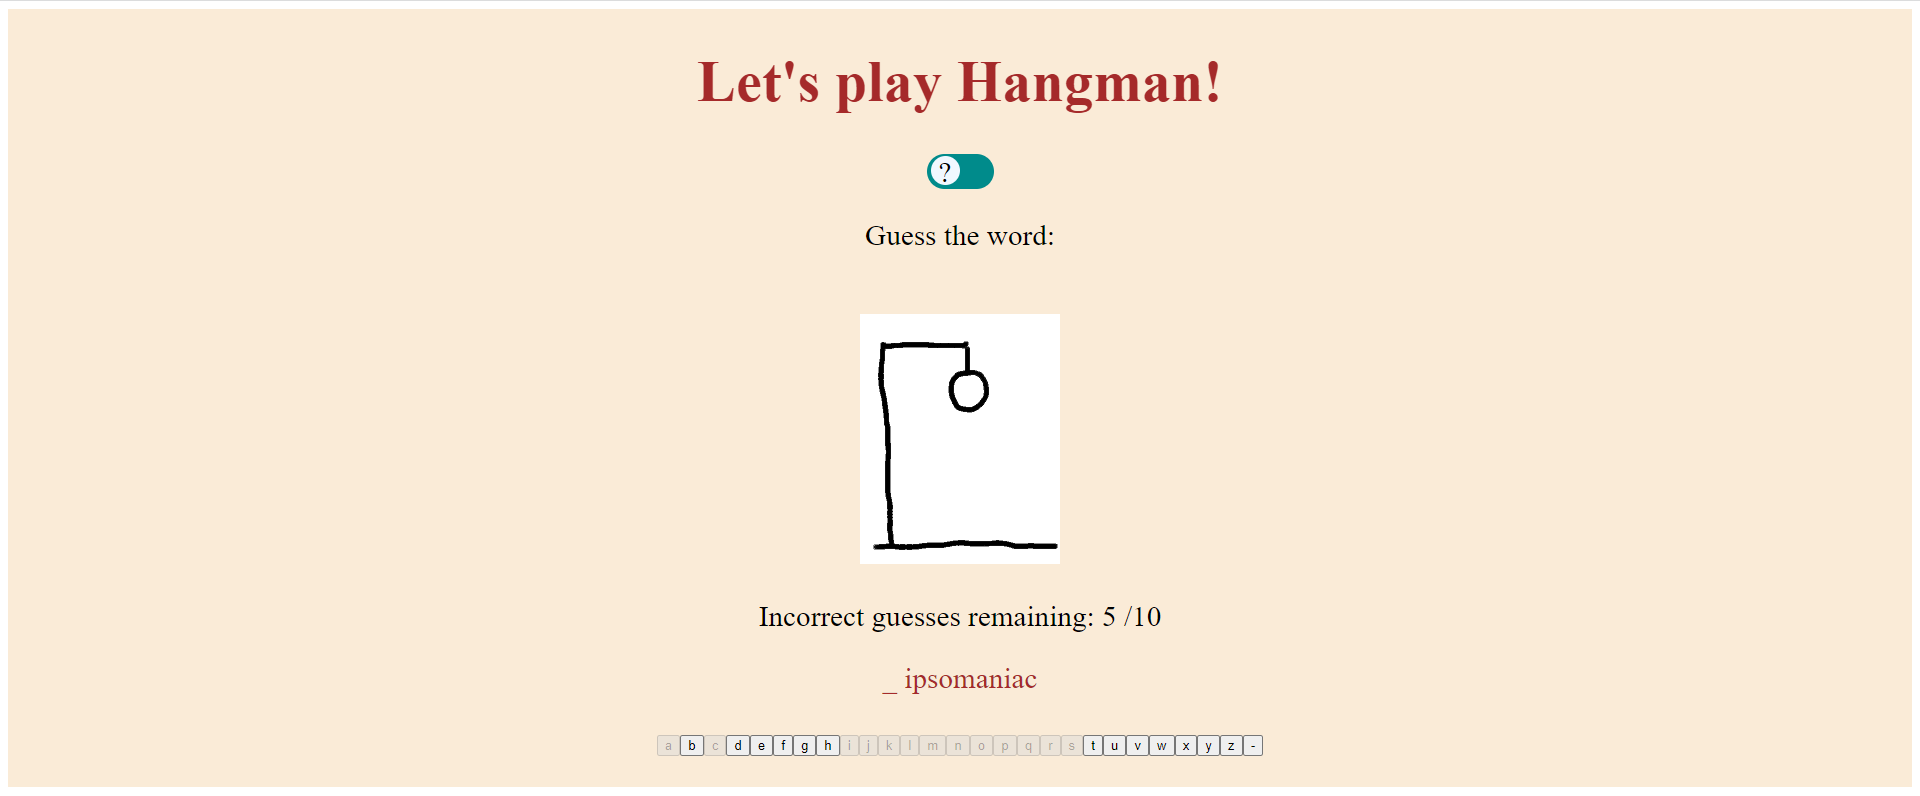 Let's play Hangman!
?
Guess the word:
Incorrect guesses remaining: 5 /10
_ ipsomaniac
a b c d e f g h i j k l m n o p q r s t u v w x y z -